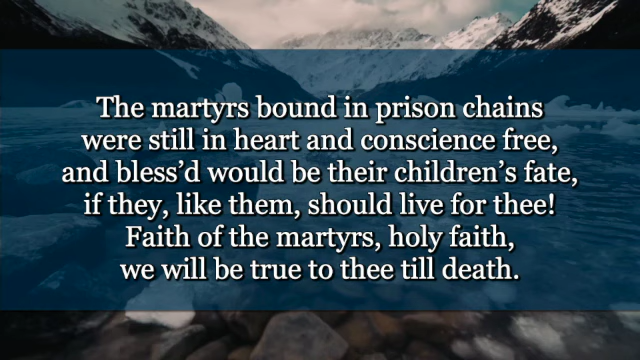 The martyrs bound in prison chains
were still in heart and conscience free,
and bless’d would be their children’s fate,
if they, like them, should live for thee!
Faith of the martyrs, holy faith,
we will be true to thee till death.